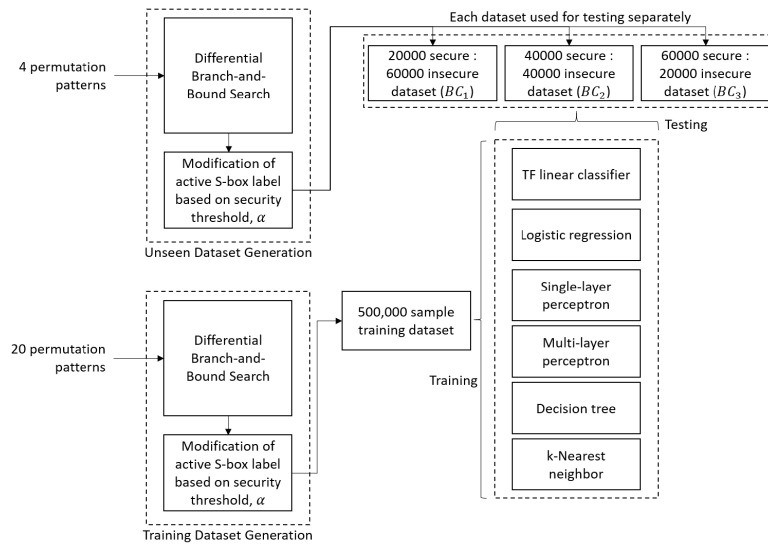 Each dataset used for testing separately
4 permutation
patterns
Differential
Branch-and-
Bound Search
Modification of
active S-box label
based on security
threshold, α
Unseen Dataset Generation
20000 secure :
60000 insecure
dataset (BC₁)
40000 secure :
40000 insecure
dataset (BC₂)
60000 secure :
20000 insecure
dataset (BC₃)
Testing
TF linear classifier
Logistic regression
Single-layer
perceptron
Multi-layer
perceptron
Decision tree
k-Nearest
neighbor
Training
500,000 sample
training dataset
20 permutation
patterns
Differential
Branch-and-
Bound Search
Modification of
active S-box label
based on security
threshold, α
Training Dataset Generation